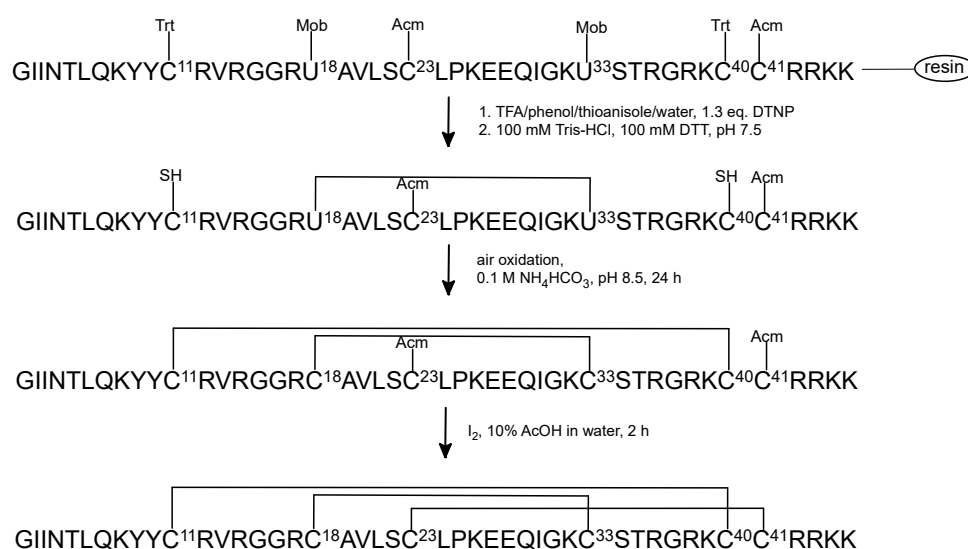 Trt Mob Acm Mob Trt Acm
GIINTLQKYYC¹¹RVRGGRU¹⁸AVLSC²³LPKEEQIGKU³³STRGRKC⁴⁰C⁴¹RRKK resin
1. TFA/phenol/thioanisole/water, 1.3 eq. DTNP
2. 100 mM Tris-HCl, 100 mM DTT, pH 7.5
SH Acm SH Acm
GIINTLQKYYC¹¹RVRGGRU¹⁸AVLSC²³LPKEEQIGKU³³STRGRKC⁴⁰C⁴¹RRKK
air oxidation,
0.1 M NH₄HCO₃, pH 8.5, 24 h
Acm Acm
GIINTLQKYYC¹¹RVRGGRC¹⁸AVLSC²³LPKEEQIGKC³³STRGRKC⁴⁰C⁴¹RRKK
I₂, 10% AcOH in water, 2 h
GIINTLQKYYC¹¹RVRGGRC¹⁸AVLSC²³LPKEEQIGKC³³STRGRKC⁴⁰C⁴¹RRKK